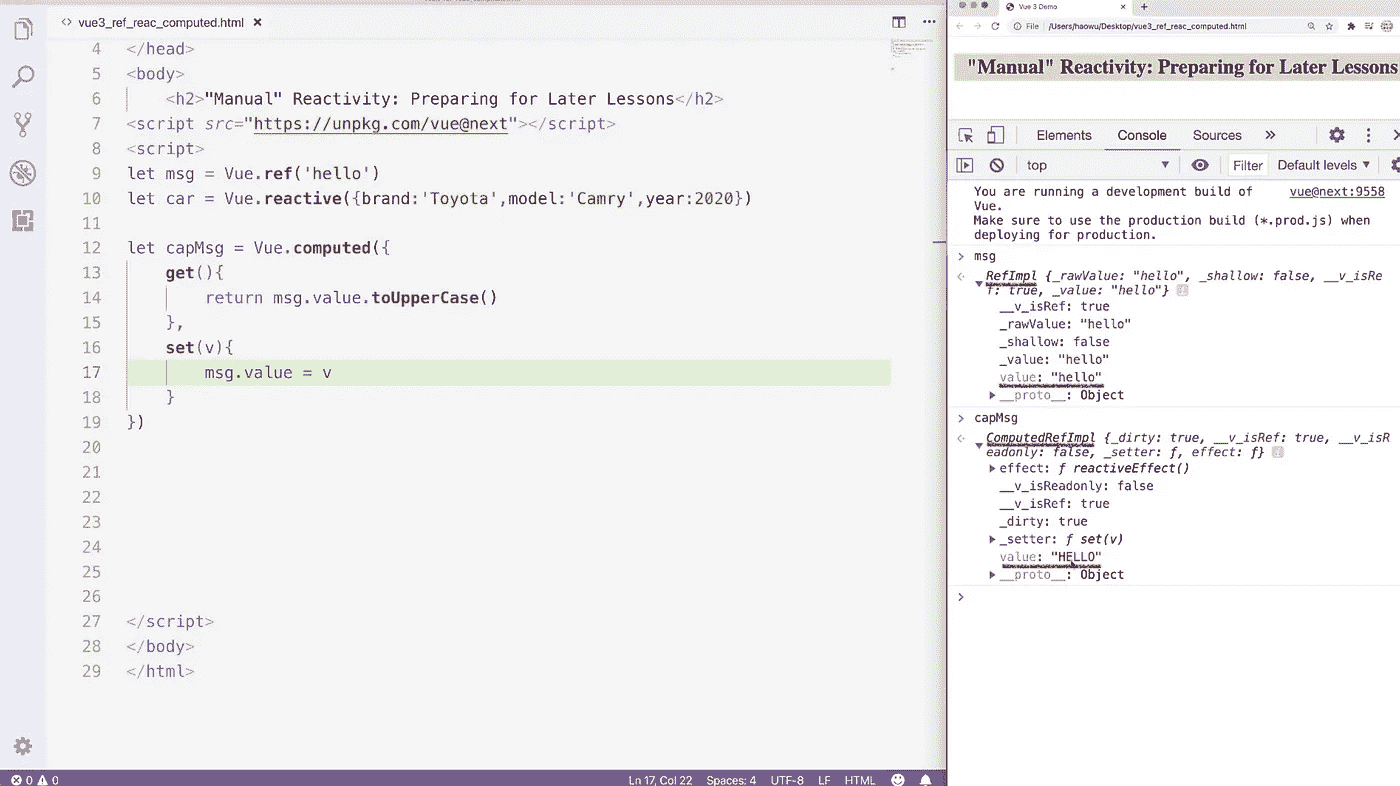 vue3_ref_reac_computed.html
4 </head>
5 <body>
6 <h2>"Manual" Reactivity: Preparing for Later Lessons</h2>
7 <script src="https://unpkg.com/vue@next"></script>
8 <script>
9 let msg = Vue.ref('hello')
10 let car = Vue.reactive({brand:'Toyota',model:'Camry',year:2020})
11
12 let capMsg = Vue.computed({
13 get(){
14 return msg.value.toUpperCase()
15 },
16 set(v){
17 msg.value = v
18 }
19 })
20
21
22
23
24
25
26
27 </script>
28 </body>
29 </html>
0 0
Ln 17, Col 22 Spaces: 4 UTF-8 LF HTML
Vue 3 Demo
File /Users/haowu/Desktop/vue3_ref_reac_computed.html
"Manual" Reactivity: Preparing for Later Lessons
Elements Console Sources
top Filter Default levels
You are running a development build of vue@next:9558
Vue.
Make sure to use the production build (*.prod.js) when
deploying for production.
msg
RefImpl {_rawValue: "hello", _shallow: false, __v_isRe
f: true, _value: "hello"}
__v_isRef: true
_rawValue: "hello"
_shallow: false
_value: "hello"
value: "hello"
__proto__: Object
capMsg
ComputedRefImpl {_dirty: true, __v_isRef: true, __v_isR
eadonly: false, _setter: ƒ, effect: ƒ}
effect: ƒ reactiveEffect()
__v_isReadonly: false
__v_isRef: true
_dirty: true
_setter: ƒ set(v)
value: "HELLO"
__proto__: Object